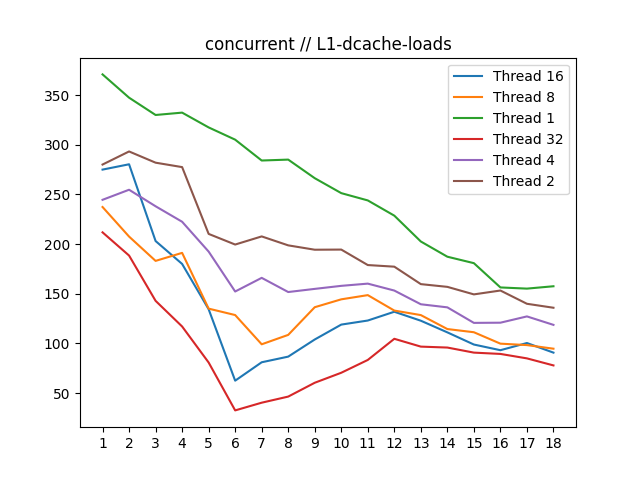 concurrent // L1-dcache-loads
Thread 16
Thread 8
Thread 1
Thread 32
Thread 4
Thread 2
350
300
250
200
150
100
50
1 2 3 4 5 6 7 8 9 10 11 12 13 14 15 16 17 18